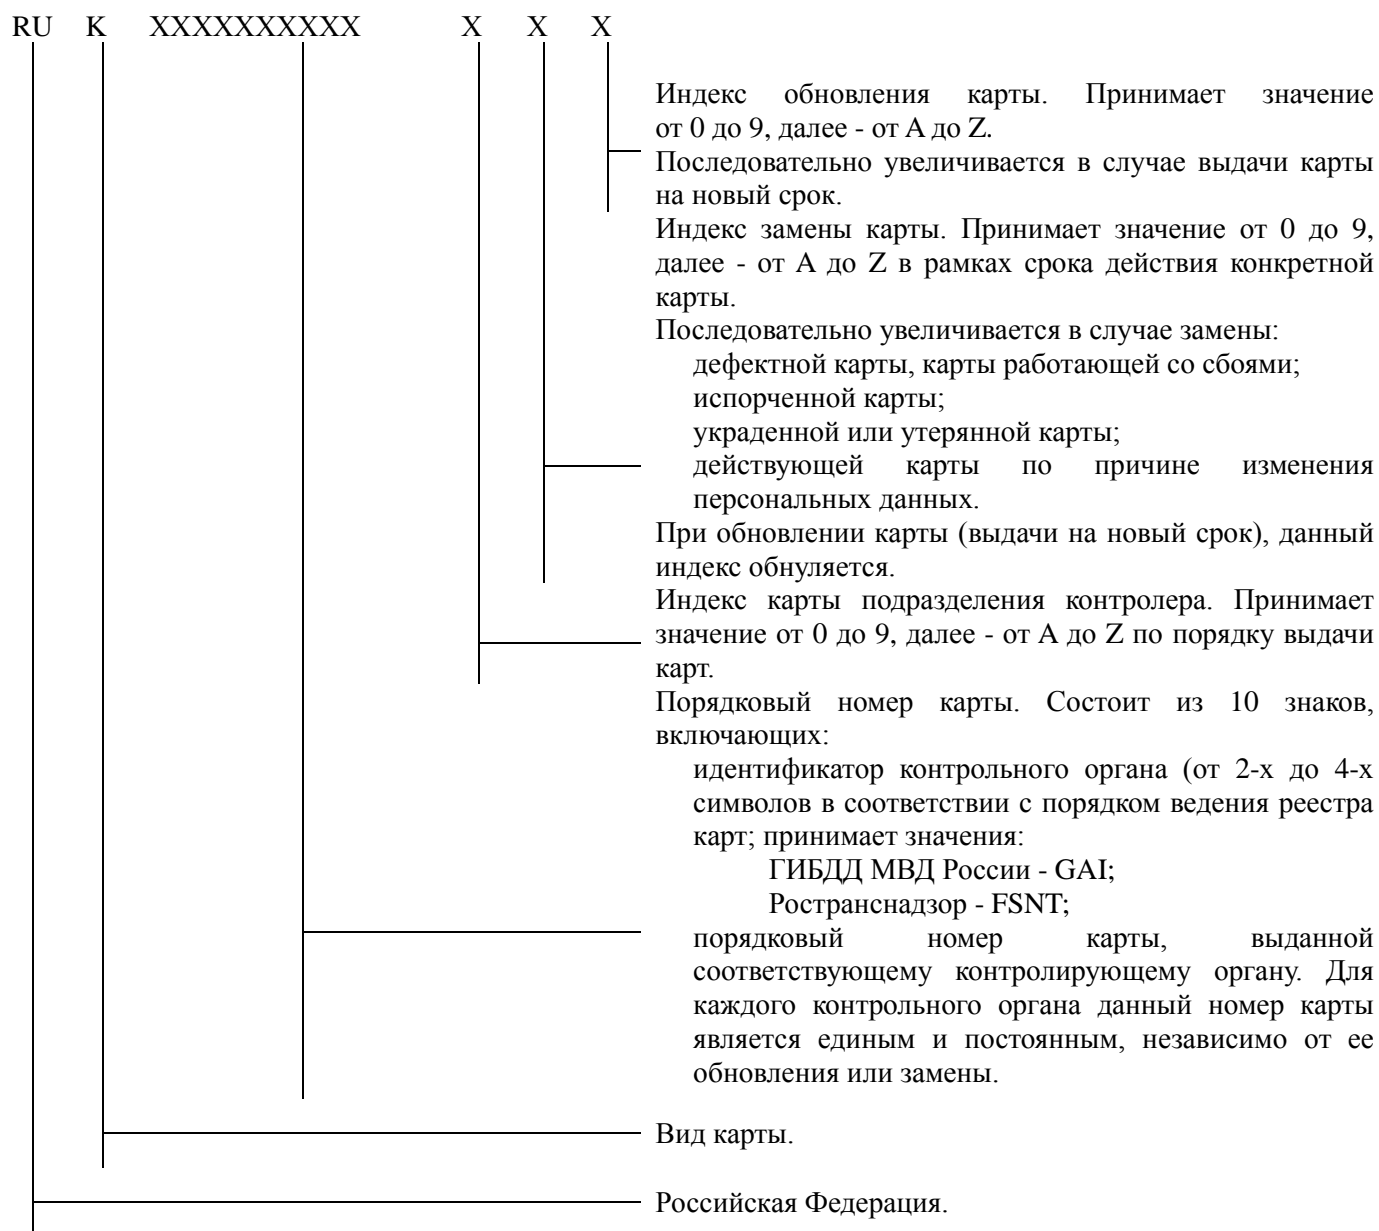 RU K XXXXXXXXXX X X X
Индекс обновления карты. Принимает значение
от 0 до 9, далее - от A до Z.
Последовательно увеличивается в случае выдачи карты
на новый срок.
Индекс замены карты. Принимает значение от 0 до 9,
далее - от A до Z в рамках срока действия конкретной
карты.
Последовательно увеличивается в случае замены:
дефектной карты, карты работающей со сбоями;
испорченной карты;
украденной или утерянной карты;
действующей карты по причине изменения
персональных данных.
При обновлении карты (выдачи на новый срок), данный
индекс обнуляется.
Индекс карты подразделения контролера. Принимает
значение от 0 до 9, далее - от A до Z по порядку выдачи
карт.
Порядковый номер карты. Состоит из 10 знаков,
включающих:
идентификатор контрольного органа (от 2-х до 4-х
символов в соответствии с порядком ведения реестра
карт; принимает значения:
ГИБДД МВД России - GAI;
Ространснадзор - FSNT;
порядковый номер карты, выданной
соответствующему контролирующему органу. Для
каждого контрольного органа данный номер карты
является единым и постоянным, независимо от ее
обновления или замены.
Вид карты.
Российская Федерация.